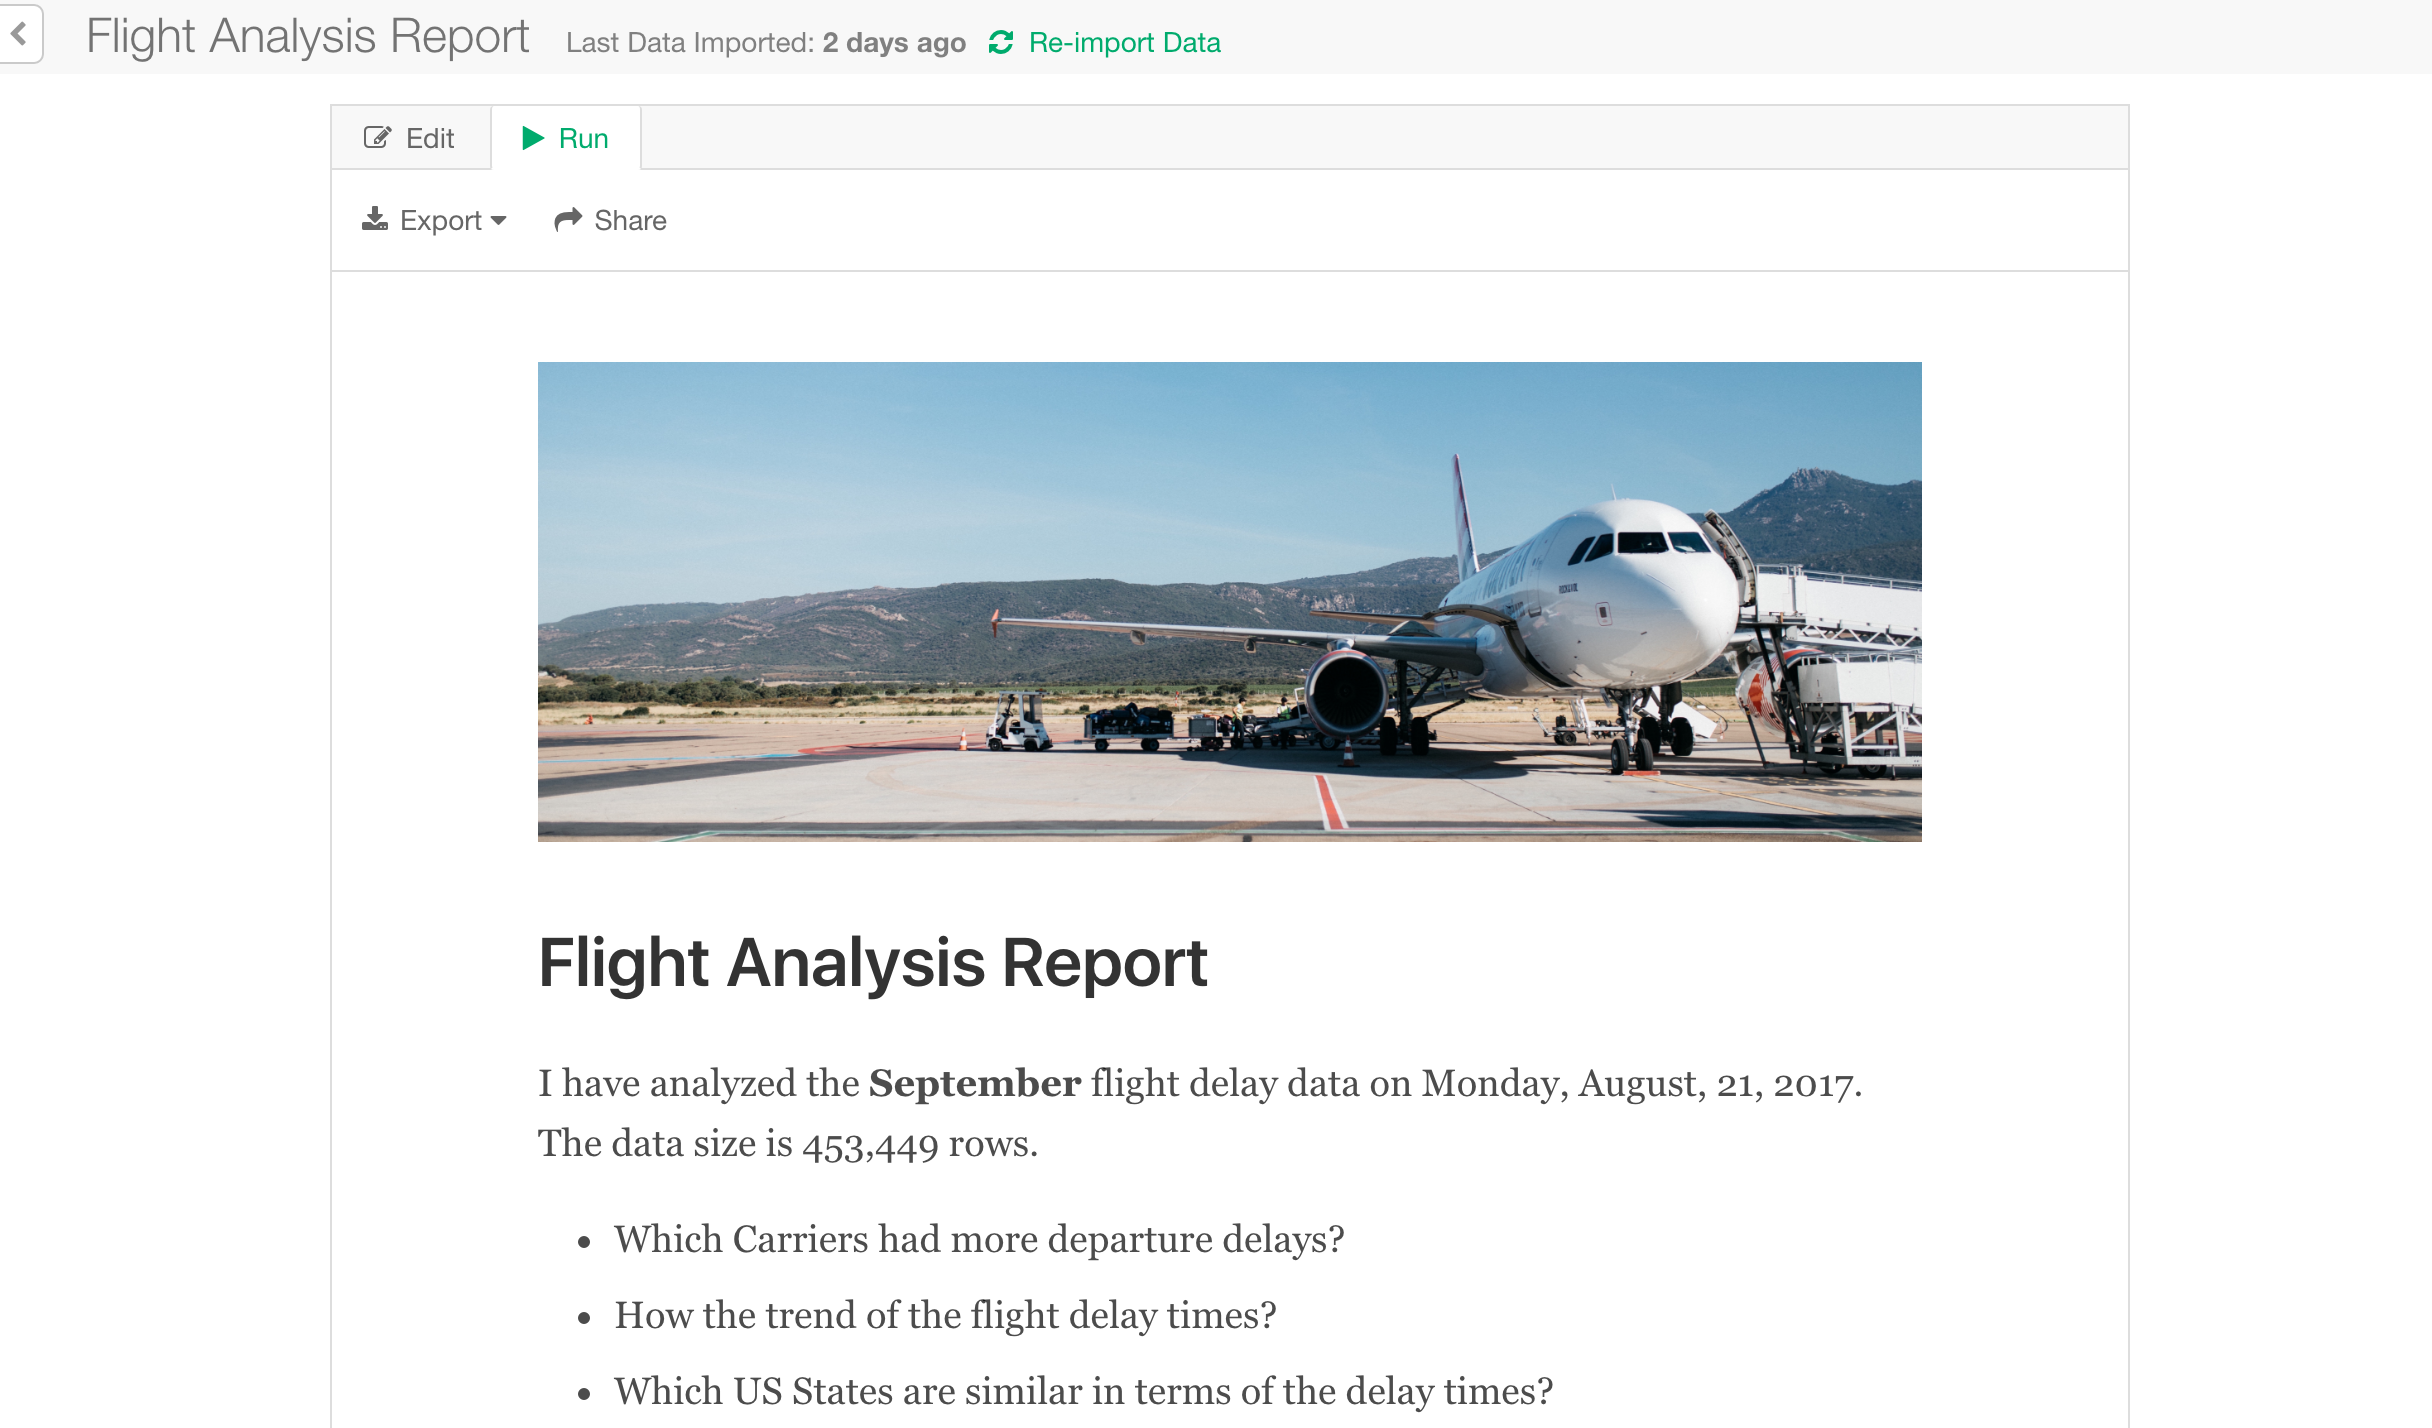 Flight Analysis Report Last Data Imported: 2 days ago Re-import Data
Edit Run
Export Share
Flight Analysis Report
I have analyzed the September flight delay data on Monday, August, 21, 2017.
The data size is 453,449 rows.
• Which Carriers had more departure delays?
• How the trend of the flight delay times?
• Which US States are similar in terms of the delay times?